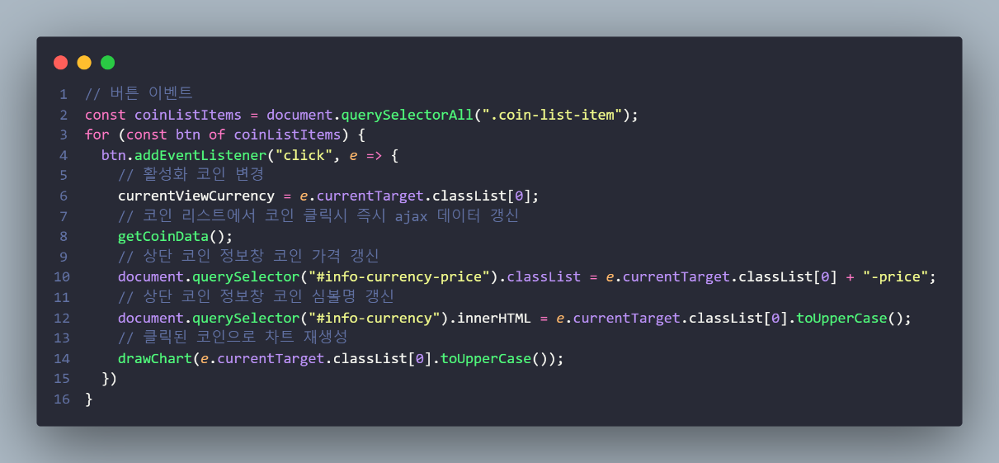 1 // 버튼 이벤트
2 const coinListItems = document.querySelectorAll(".coin-list-item");
3 for (const btn of coinListItems) {
4   btn.addEventListener("click", e => {
5     // 활성화 코인 변경
6     currentViewCurrency = e.currentTarget.classList[0];
7     // 코인 리스트에서 코인 클릭시 즉시 ajax 데이터 갱신
8     getCoinData();
9     // 상단 코인 정보창 코인 가격 갱신
10     document.querySelector("#info-currency-price").classList = e.currentTarget.classList[0] + "-price";
11     // 상단 코인 정보창 코인 심볼명 갱신
12     document.querySelector("#info-currency").innerHTML = e.currentTarget.classList[0].toUpperCase();
13     // 클릭된 코인으로 차트 재생성
14     drawChart(e.currentTarget.classList[0].toUpperCase());
15   })
16 }